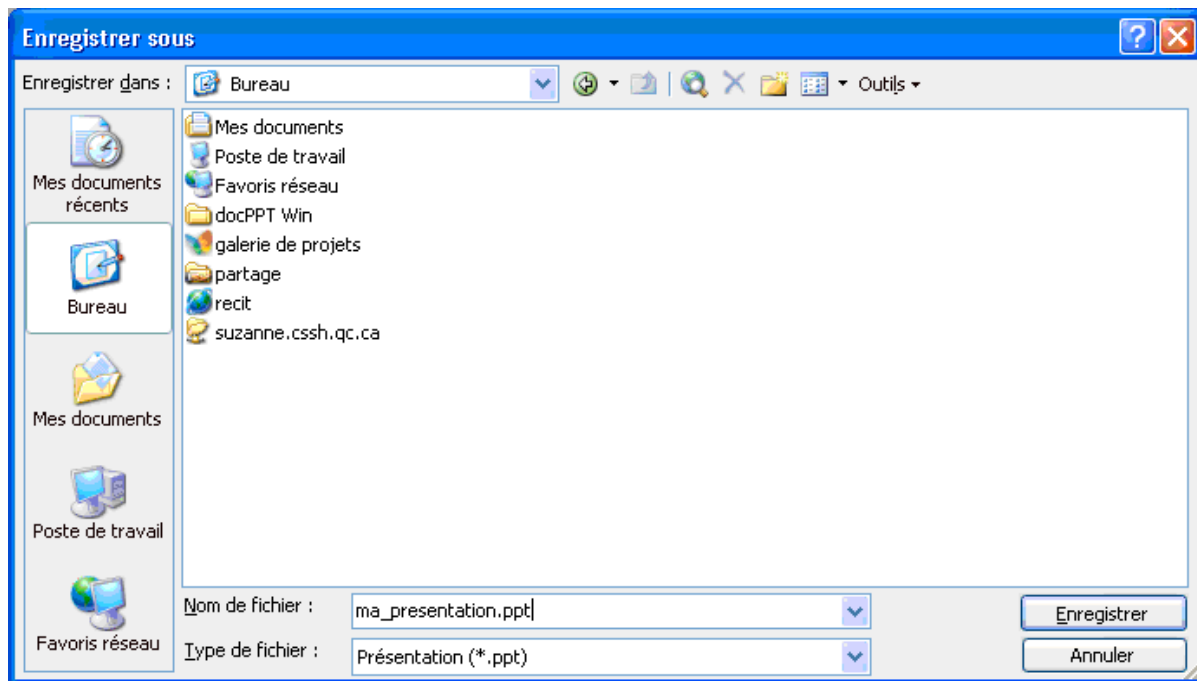 Enregistrer sous
Enregistrer dans :
Bureau
Outils
Mes documents
récents
Bureau
Mes documents
Poste de travail
Favoris réseau
Mes documents
Poste de travail
Favoris réseau
docPPT Win
galerie de projets
partage
recit
suzanne.cssh.qc.ca
Nom de fichier :
ma_presentation.ppt
Enregistrer
Type de fichier :
Présentation (*.ppt)
Annuler